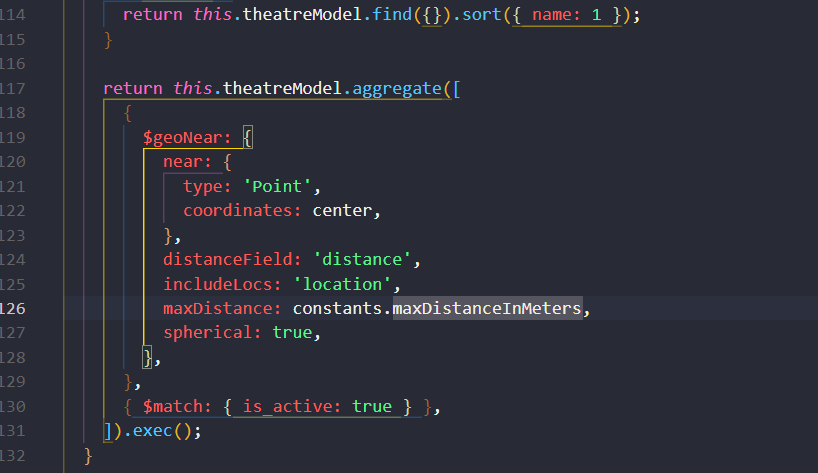 114 return this.theatreModel.find({}).sort({ name: 1 });
115 }
116
117 return this.theatreModel.aggregate([
118 {
119 $geoNear: {
120 near: {
121 type: 'Point',
122 coordinates: center,
123 },
124 distanceField: 'distance',
125 includeLocs: 'location',
126 maxDistance: constants.maxDistanceInMeters,
127 spherical: true,
128 },
129 },
130 { $match: { is_active: true } },
131 ]).exec();
132 }